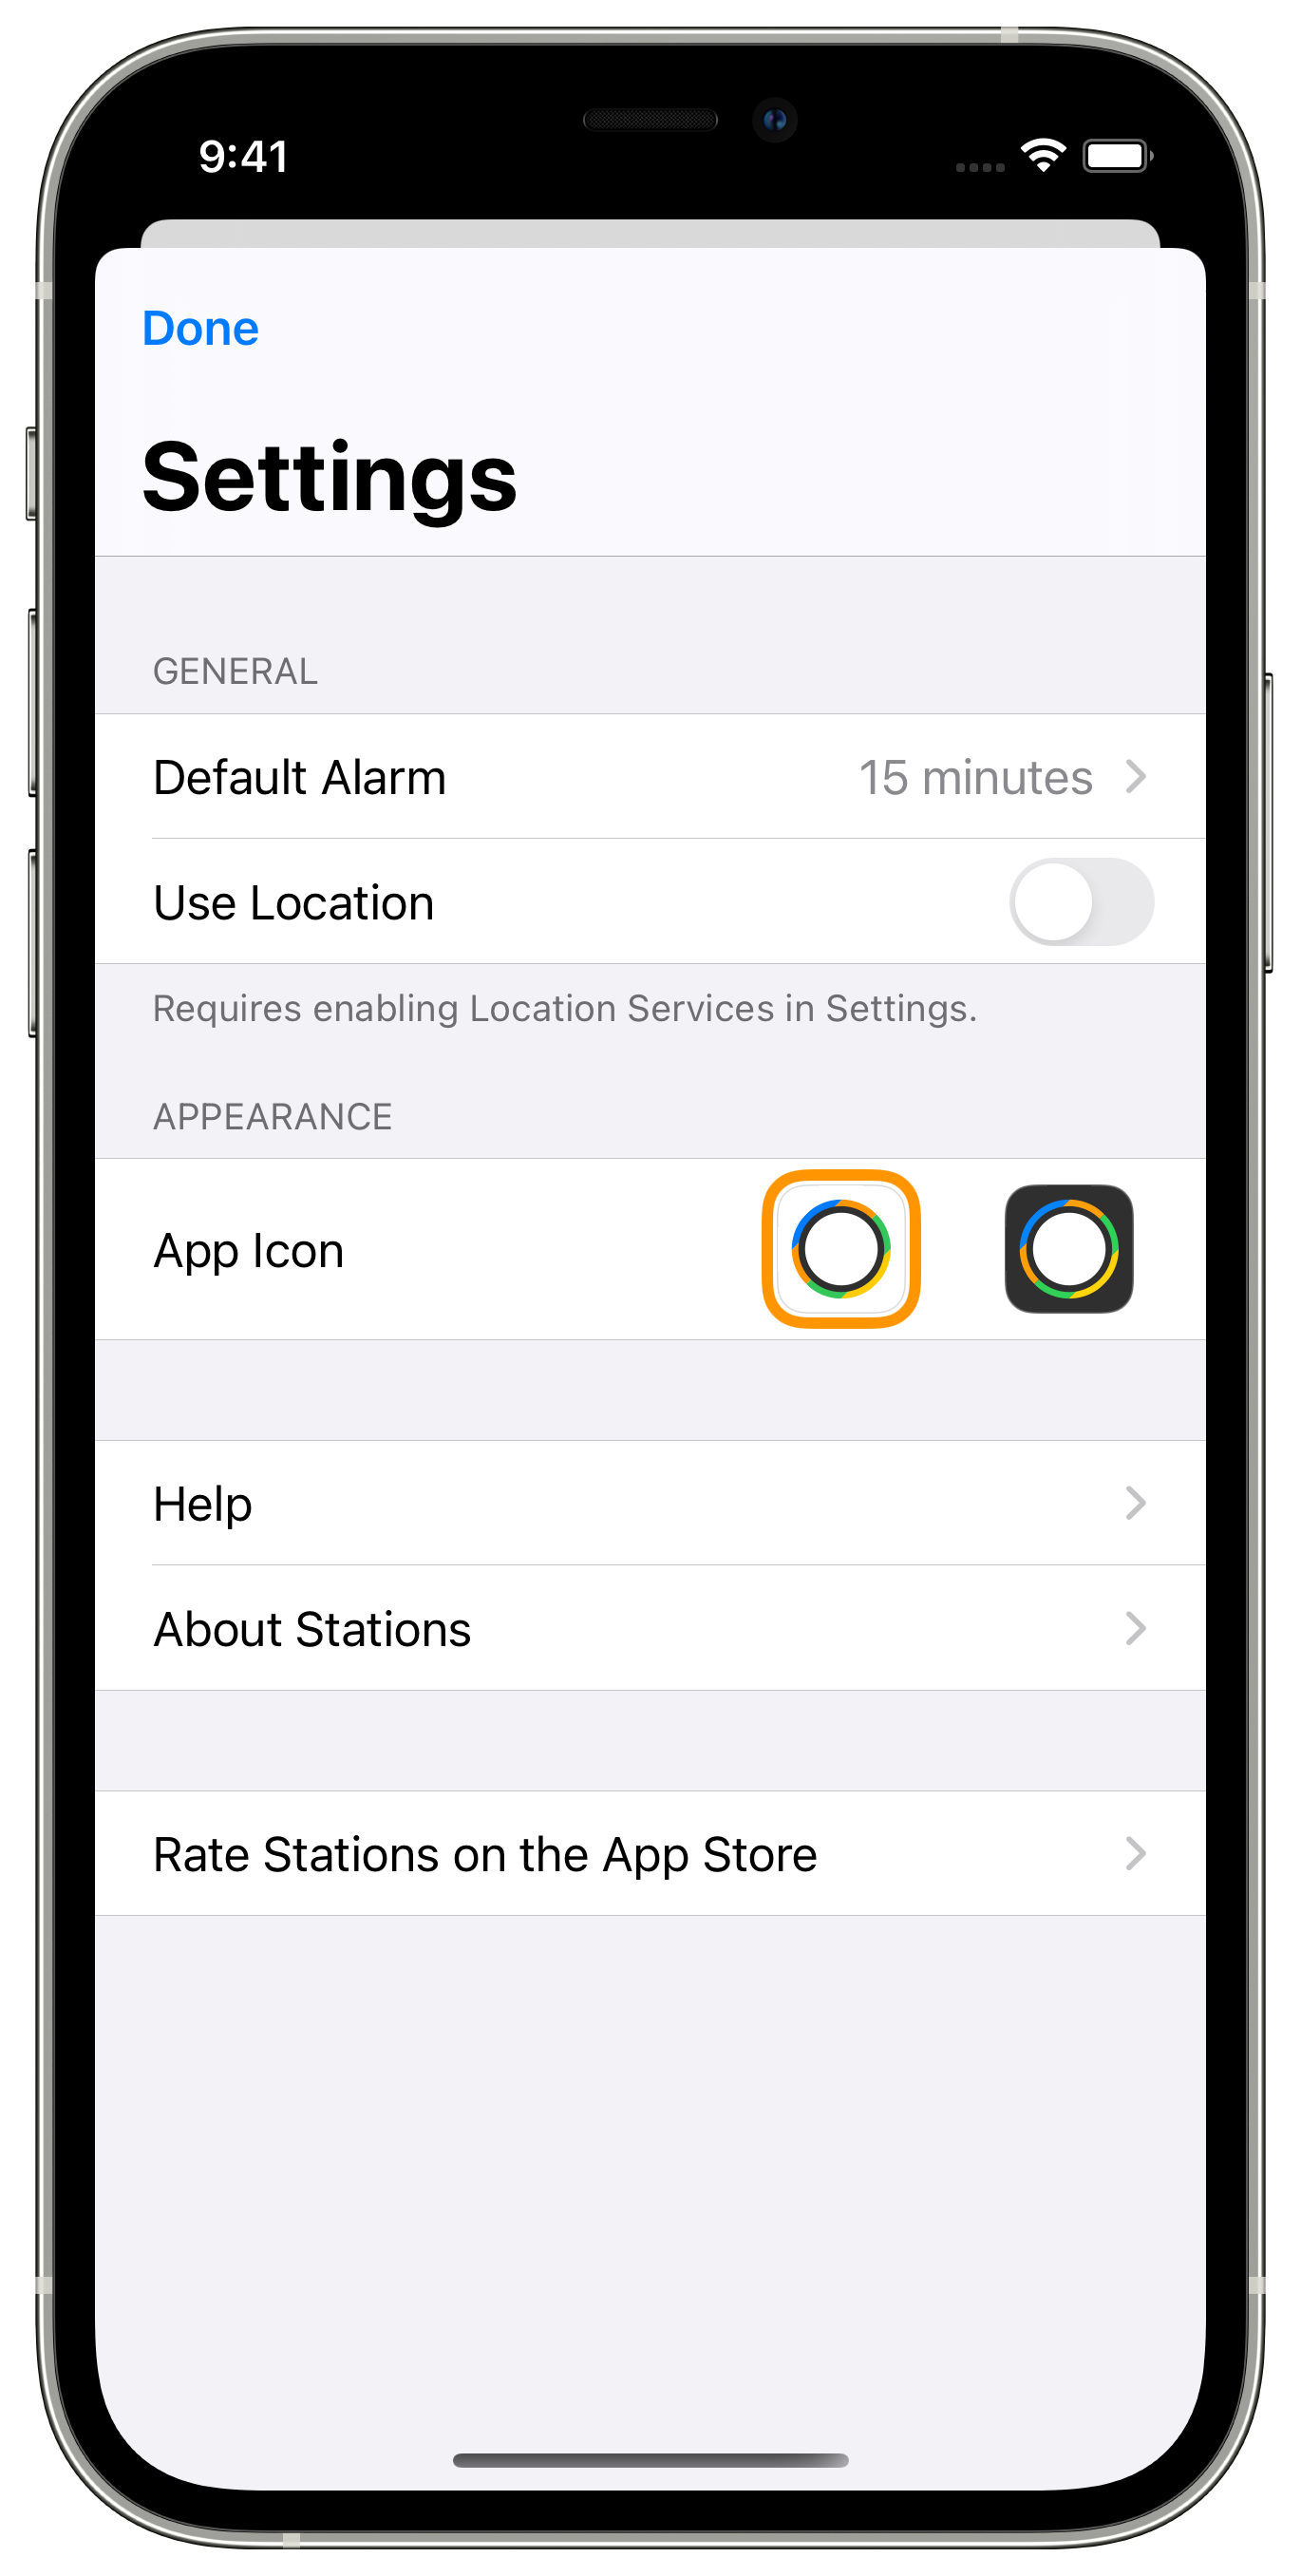 9:41
Done
Settings
GENERAL
Default Alarm 15 minutes
Use Location
Requires enabling Location Services in Settings.
APPEARANCE
App Icon
Help
About Stations
Rate Stations on the App Store